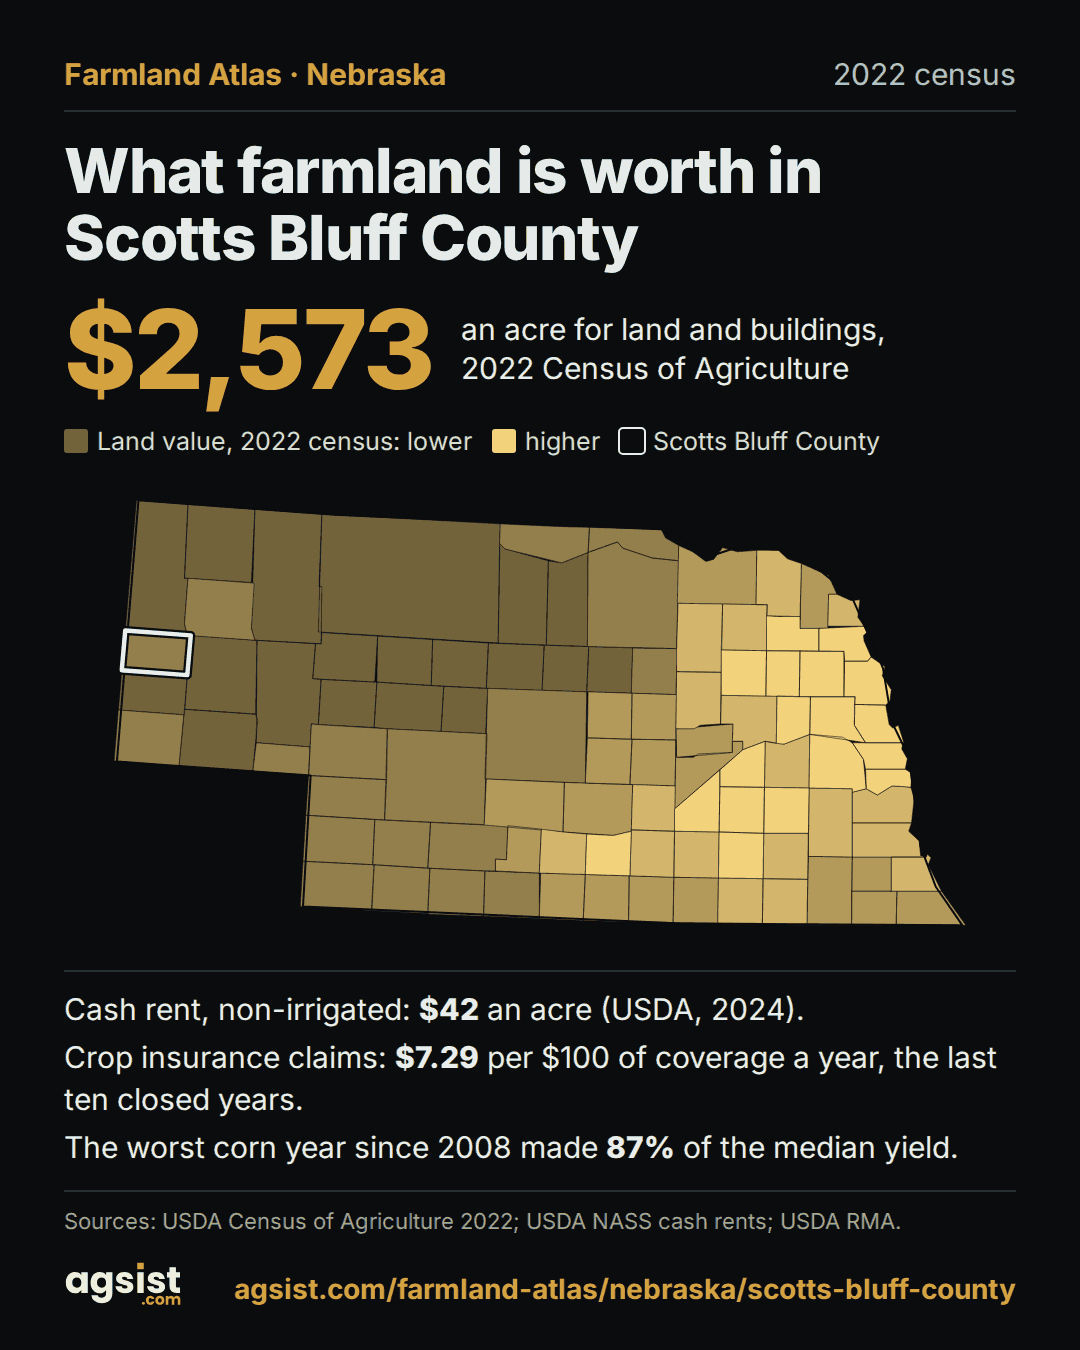 Farmland Atlas · Nebraska
2022 census
What farmland is worth in
Scotts Bluff County
$2,573
an acre for land and buildings,
2022 Census of Agriculture
Land value, 2022 census: lower
higher
Scotts Bluff County
Cash rent, non-irrigated: $42 an acre (USDA, 2024).
Crop insurance claims: $7.29 per $100 of coverage a year, the last
ten closed years.
The worst corn year since 2008 made 87% of the median yield.
Sources: USDA Census of Agriculture 2022; USDA NASS cash rents; USDA RMA.
agsist
.com
agsist.com/farmland-atlas/nebraska/scotts-bluff-county